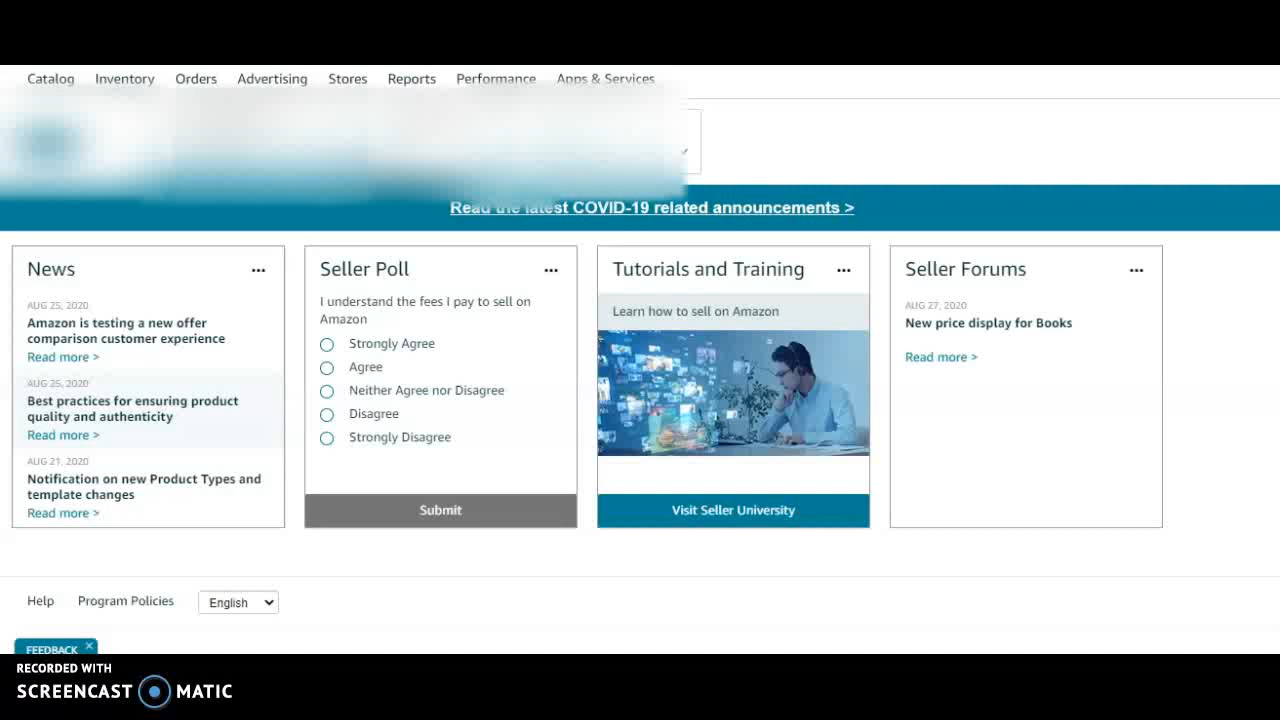 Catalog Inventory Orders Advertising Stores Reports Performance Apps & Services
Read the latest COVID-19 related announcements >
News ...
AUG 25, 2020
Amazon is testing a new offer
comparison customer experience
Read more >
AUG 25, 2020
Best practices for ensuring product
quality and authenticity
Read more >
AUG 21, 2020
Notification on new Product Types and
template changes
Read more >
Seller Poll ...
I understand the fees I pay to sell on
Amazon
Strongly Agree
Agree
Neither Agree nor Disagree
Disagree
Strongly Disagree
Submit
Tutorials and Training ...
Learn how to sell on Amazon
Visit Seller University
Seller Forums ...
AUG 27, 2020
New price display for Books
Read more >
Help Program Policies English
FEEDBACK ×
RECORDED WITH
SCREENCAST MATIC